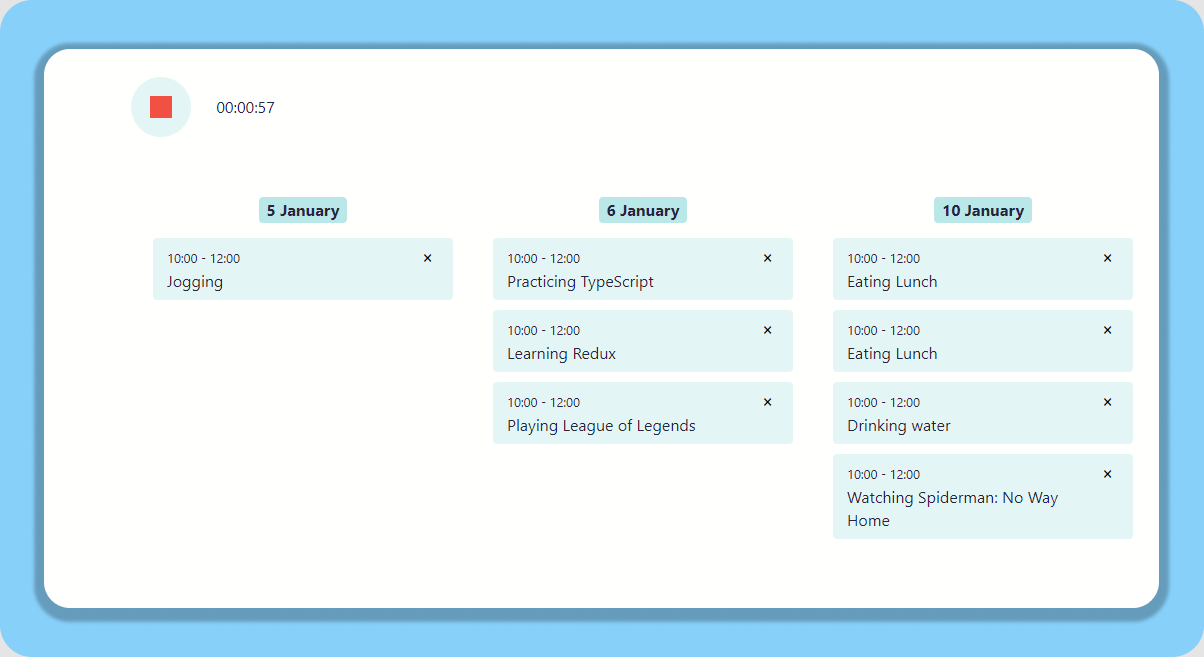 00:00:57
5 January
10:00 - 12:00 ×
Jogging
6 January
10:00 - 12:00 ×
Practicing TypeScript
10:00 - 12:00 ×
Learning Redux
10:00 - 12:00 ×
Playing League of Legends
10 January
10:00 - 12:00 ×
Eating Lunch
10:00 - 12:00 ×
Eating Lunch
10:00 - 12:00 ×
Drinking water
10:00 - 12:00 ×
Watching Spiderman: No Way
Home